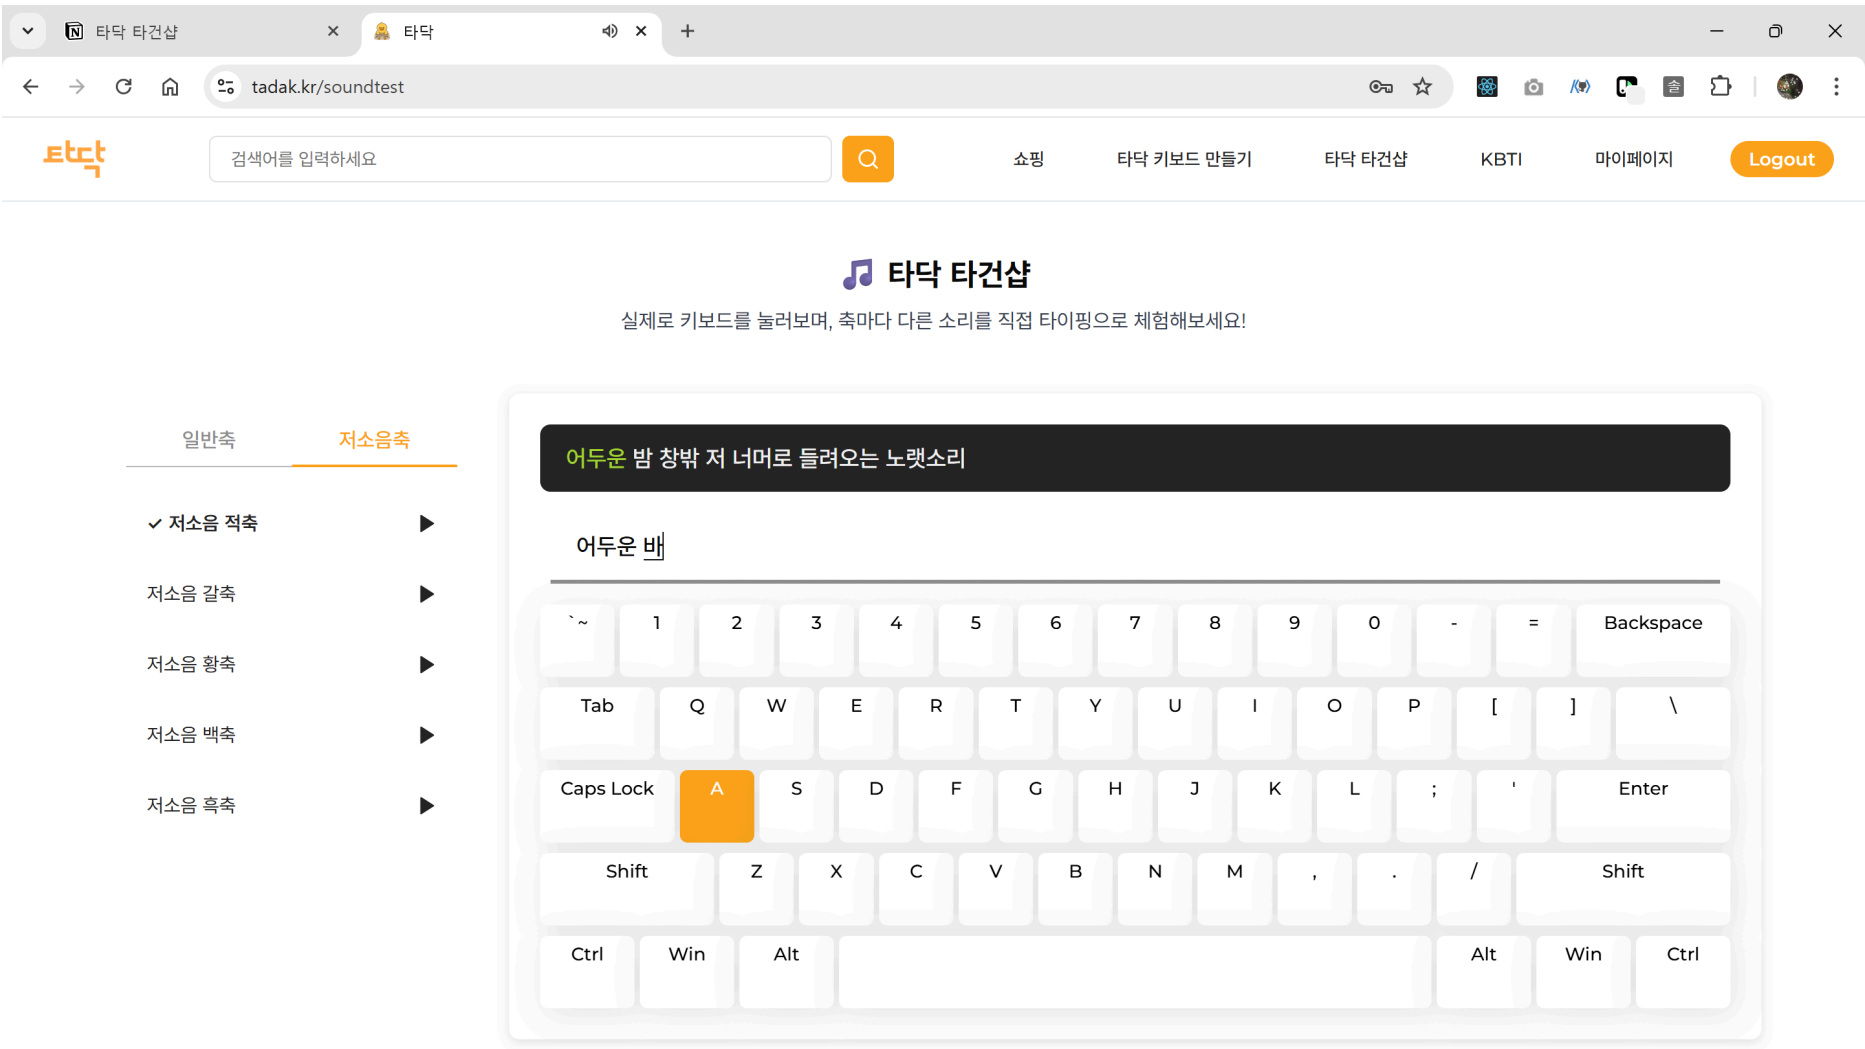 타닥 타건샵
타닥
tadak.kr/soundtest
솔
타닥
검색어를 입력하세요
쇼핑
타닥 키보드 만들기
타닥 타건샵
KBTI
마이페이지
Logout
타닥 타건샵
실제로 키보드를 눌러보며, 축마다 다른 소리를 직접 타이핑으로 체험해보세요!
일반축
저소음축
저소음 적축
저소음 갈축
저소음 황축
저소음 백축
저소음 흑축
어두운 밤 창밖 저 너머로 들려오는 노랫소리
어두운 바
`~ 1 2 3 4 5 6 7 8 9 0 - = Backspace
Tab Q W E R T Y U I O P [ ] \
Caps Lock A S D F G H J K L ; ' Enter
Shift Z X C V B N M , . / Shift
Ctrl Win Alt Alt Win Ctrl